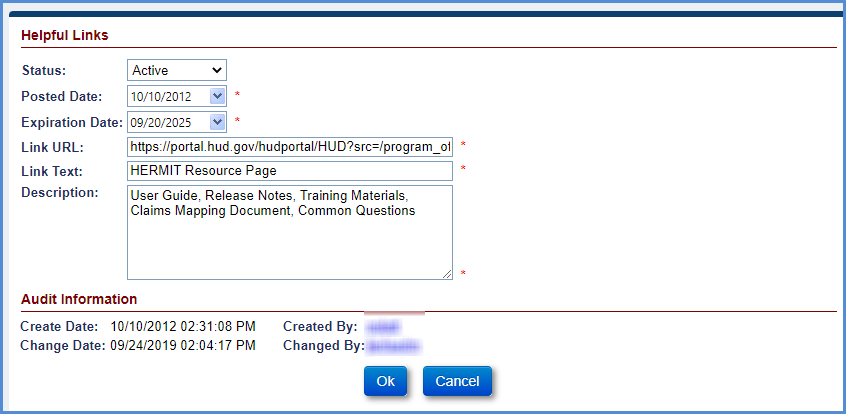 Helpful Links
Status: Active
Posted Date: 10/10/2012 *
Expiration Date: 09/20/2025 *
Link URL: https://portal.hud.gov/hudportal/HUD?src=/program_of *
Link Text: HERMIT Resource Page *
Description: User Guide, Release Notes, Training Materials,
Claims Mapping Document, Common Questions
*
Audit Information
Create Date: 10/10/2012 02:31:08 PM Created By:
Change Date: 09/24/2019 02:04:17 PM Changed By:
Ok Cancel